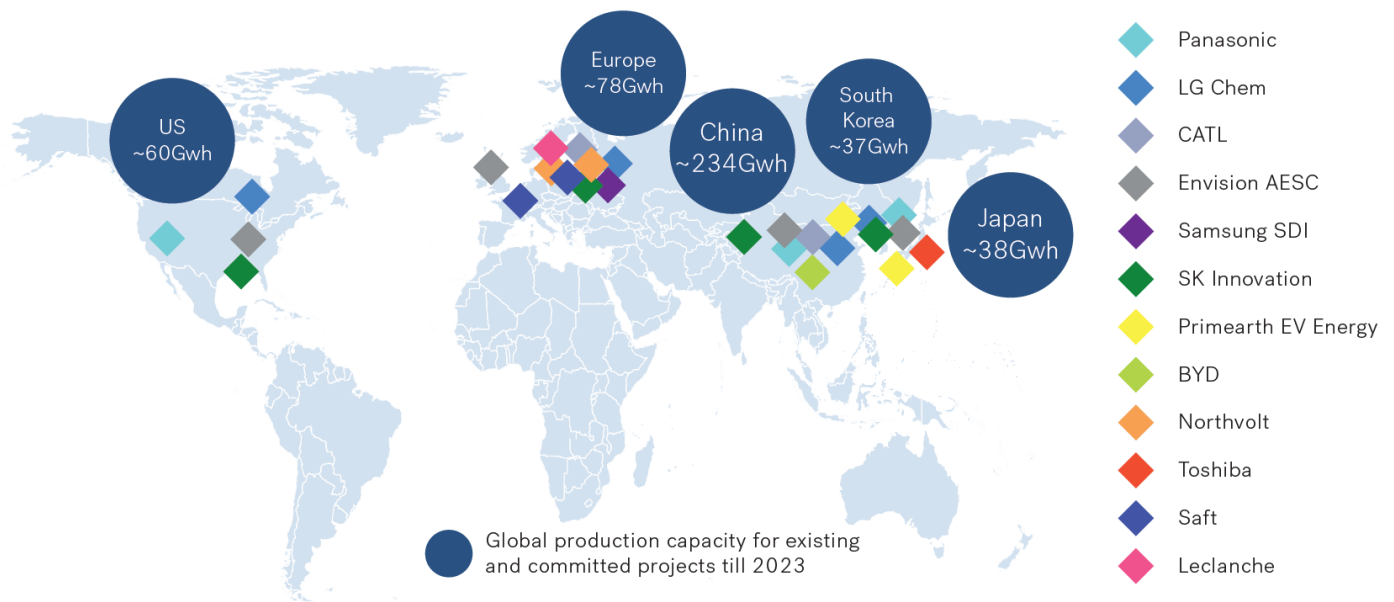 US
~60Gwh
Europe
~78Gwh
China
~234Gwh
South
Korea
~37Gwh
Japan
~38Gwh
Panasonic
LG Chem
CATL
Envision AESC
Samsung SDI
SK Innovation
Primearth EV Energy
BYD
Northvolt
Toshiba
Saft
Leclanche
Global production capacity for existing
and committed projects till 2023